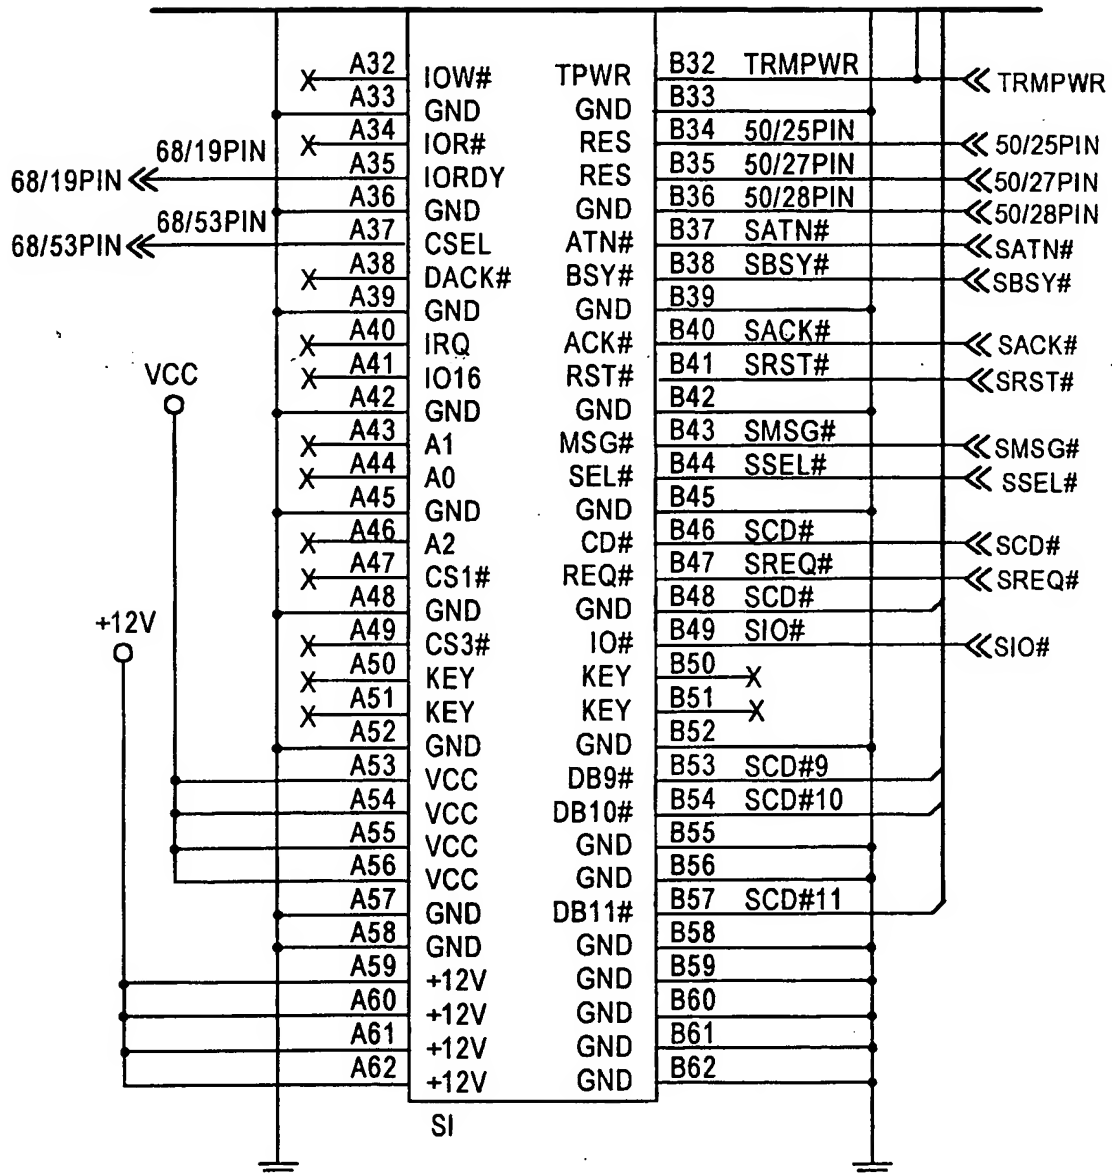 A32 IOW# TPWR B32 TRMPWR TRMPWR
A33 GND GND B33
A34 IOR# RES B34 50/25PIN 50/25PIN
68/19PIN 68/19PIN A35 IORDY RES B35 50/27PIN 50/27PIN
A36 GND GND B36 50/28PIN 50/28PIN
68/53PIN 68/53PIN A37 CSEL ATN# B37 SATN# SATN#
A38 DACK# BSY# B38 SBSY# SBSY#
A39 GND GND B39
A40 IRQ ACK# B40 SACK# SACK#
VCC A41 IO16 RST# B41 SRST# SRST#
A42 GND GND B42
A43 A1 MSG# B43 SMSG# SMSG#
A44 A0 SEL# B44 SSEL# SSEL#
A45 GND GND B45
A46 A2 CD# B46 SCD# SCD#
A47 CS1# REQ# B47 SREQ# SREQ#
A48 GND GND B48 SCD#
+12V A49 CS3# IO# B49 SIO# SIO#
A50 KEY KEY B50
A51 KEY KEY B51
A52 GND GND B52
A53 VCC DB9# B53 SCD#9
A54 VCC DB10# B54 SCD#10
A55 VCC GND B55
A56 VCC GND B56
A57 GND DB11# B57 SCD#11
A58 GND GND B58
A59 +12V GND B59
A60 +12V GND B60
A61 +12V GND B61
A62 +12V GND B62
SI